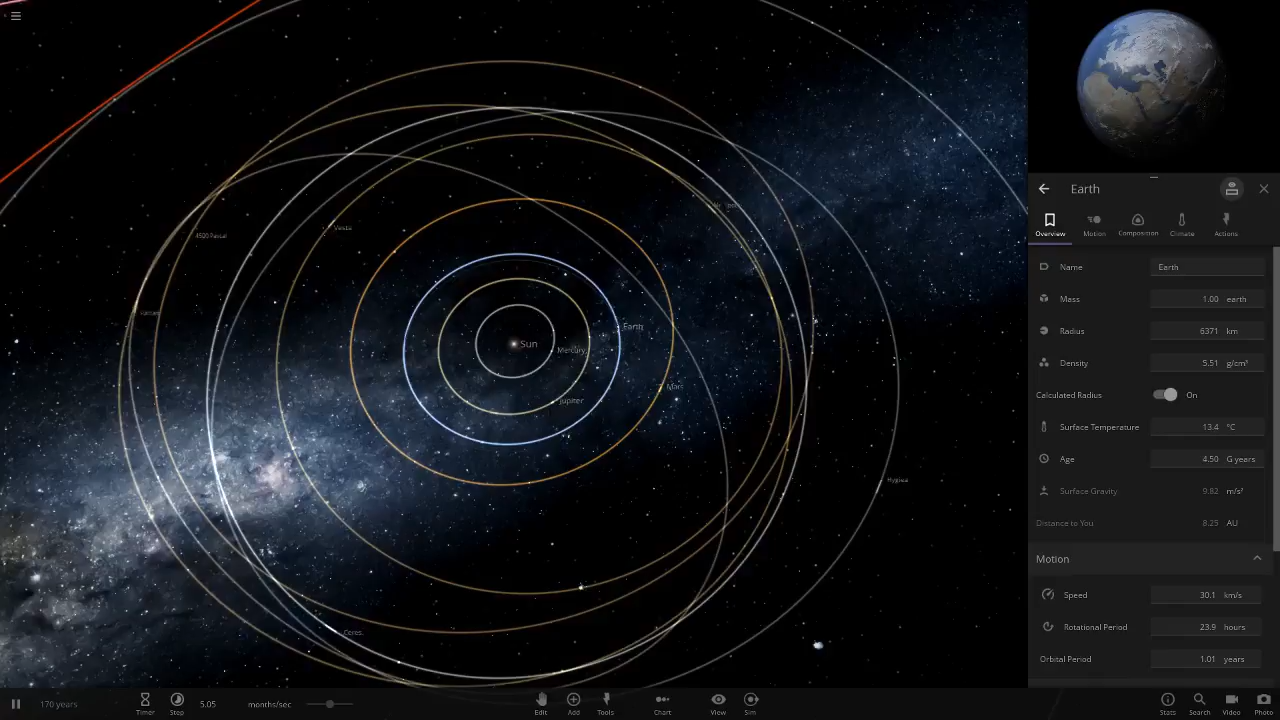 Earth
Overview
Motion
Composition
Climate
Actions
Name
Earth
Mass
1.00 earth
Radius
6371 km
Density
5.51 g/cm³
Calculated Radius
On
Surface Temperature
13.4 °C
Age
4.50 G years
Surface Gravity
9.82 m/s²
Distance to You
8.25 AU
Motion
Speed
30.1 km/s
Rotational Period
23.9 hours
Orbital Period
1.01 years
4500 Pascal
Vesta
Earth
Sun
Mercury
Mars
Jupiter
Hygiea
Ceres
170 years
Timer
Step
5.05
months/sec
Edit
Add
Tools
Chart
View
Sim
Stats
Search
Video
Photo